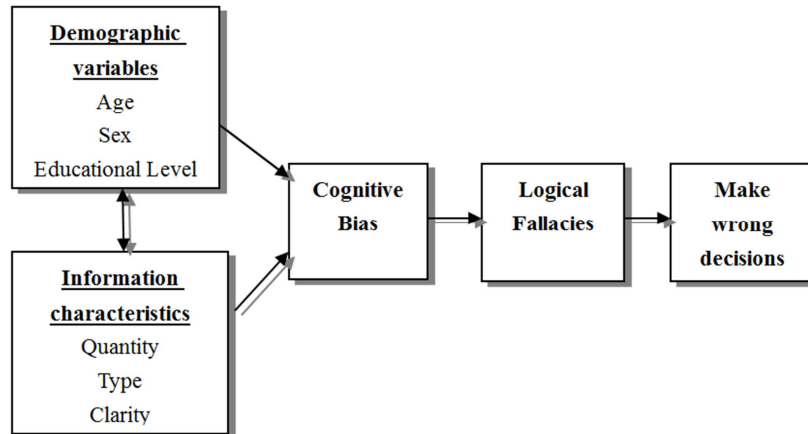 Demographic
variables
Age
Sex
Educational Level
Information
characteristics
Quantity
Type
Clarity
Cognitive
Bias
Logical
Fallacies
Make
wrong
decisions